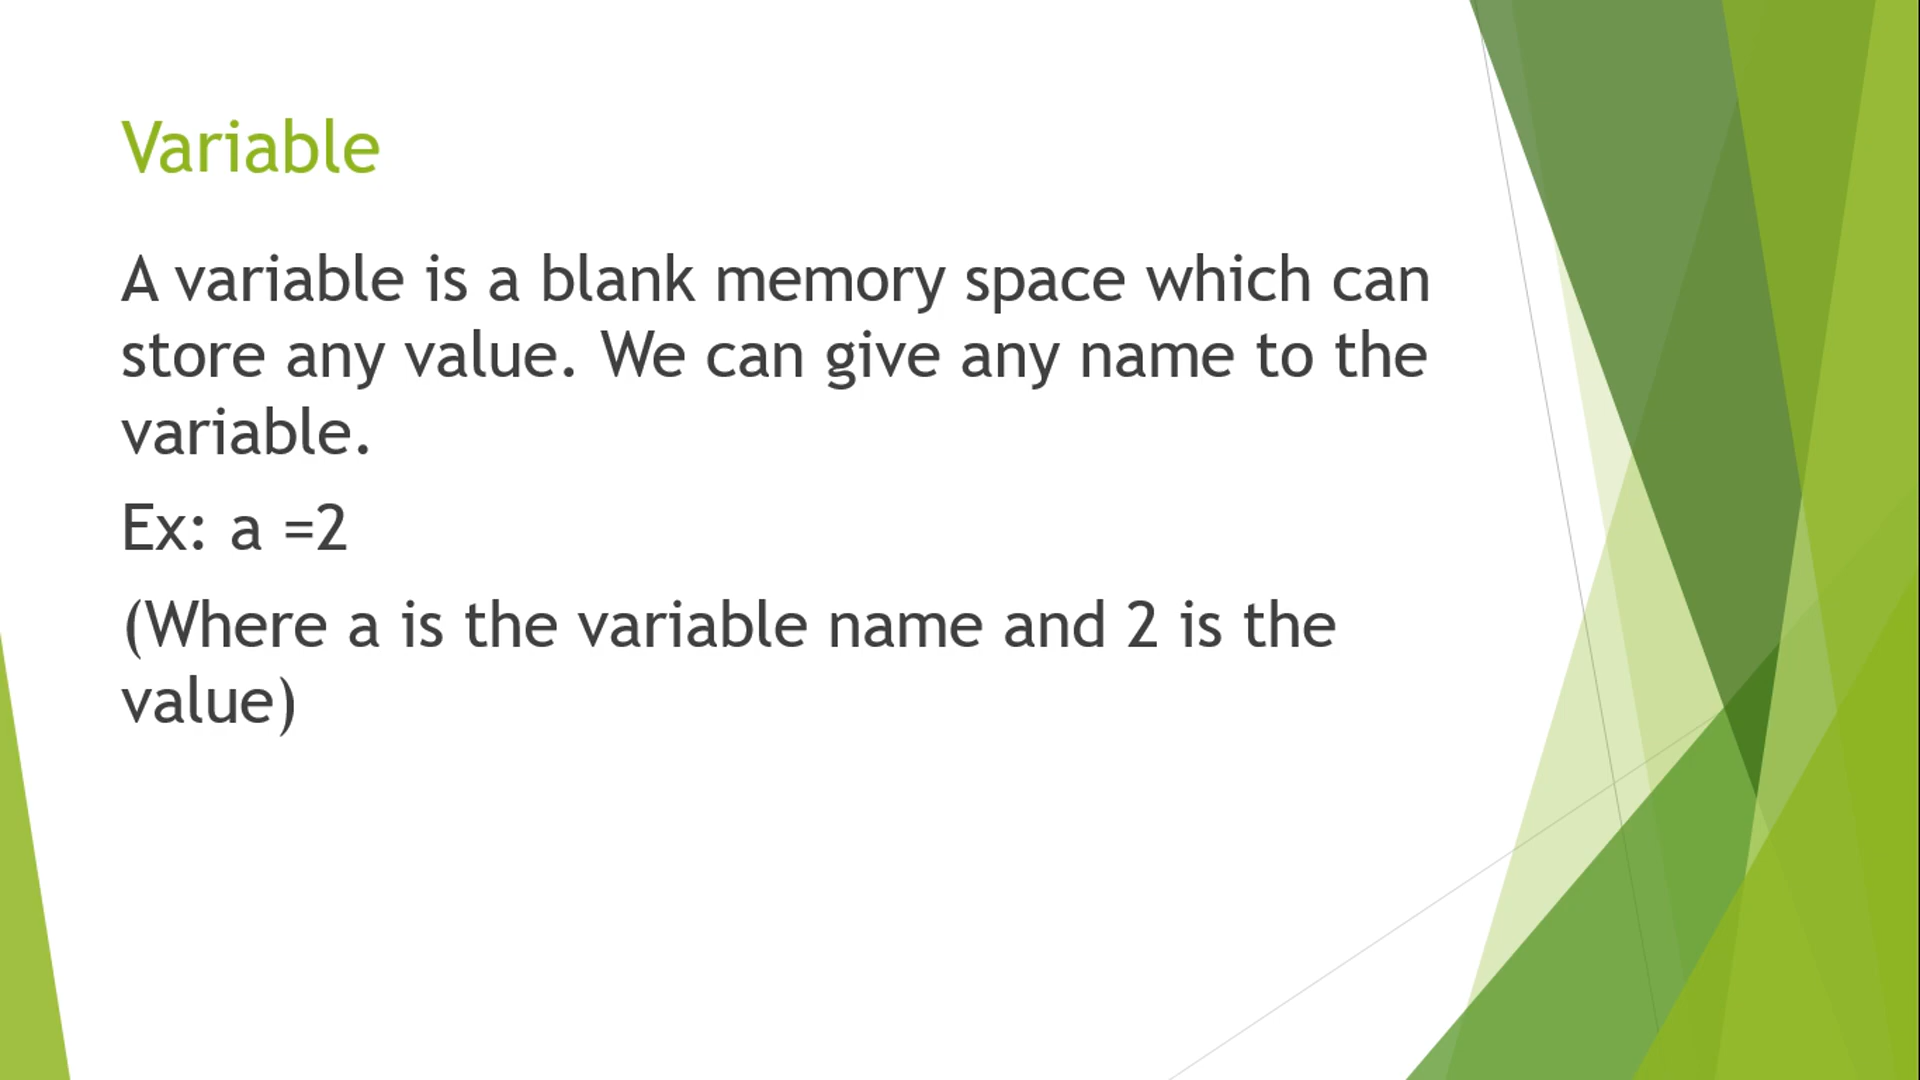 Variable
A variable is a blank memory space which can
store any value. We can give any name to the
variable.
Ex: a =2
(Where a is the variable name and 2 is the
value)